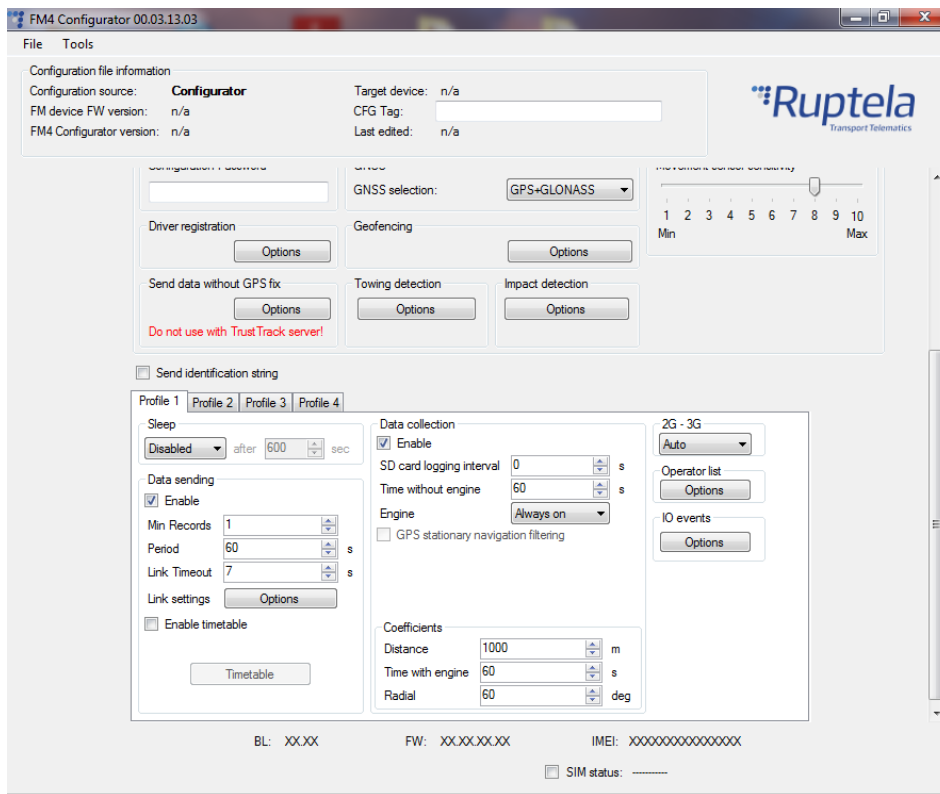 FM4 Configurator 00.03.13.03
File Tools
Configuration file information
Configuration source: Configurator Target device: n/a
FM device FW version: n/a CFG Tag:
FM4 Configurator version: n/a Last edited: n/a
Ruptela
Transport Telematics
Configuration Password GNSS Movement sensor sensitivity
GNSS selection: GPS+GLONASS
1 2 3 4 5 6 7 8 9 10
Min Max
Driver registration Geofencing
Options Options
Send data without GPS fix Towing detection Impact detection
Options Options Options
Do not use with TrustTrack server!
Send identification string
Profile 1 Profile 2 Profile 3 Profile 4
Sleep
Disabled after 600 sec
Data sending
Enable
Min Records 1
Period 60 s
Link Timeout 7 s
Link settings Options
Enable timetable
Timetable
Data collection
Enable
SD card logging interval 0 s
Time without engine 60 s
Engine Always on
GPS stationary navigation filtering
Coefficients
Distance 1000 m
Time with engine 60 s
Radial 60 deg
2G - 3G
Auto
Operator list
Options
IO events
Options
BL: XX.XX FW: XX.XX.XX.XX IMEI: XXXXXXXXXXXXXXX
SIM status: -----------